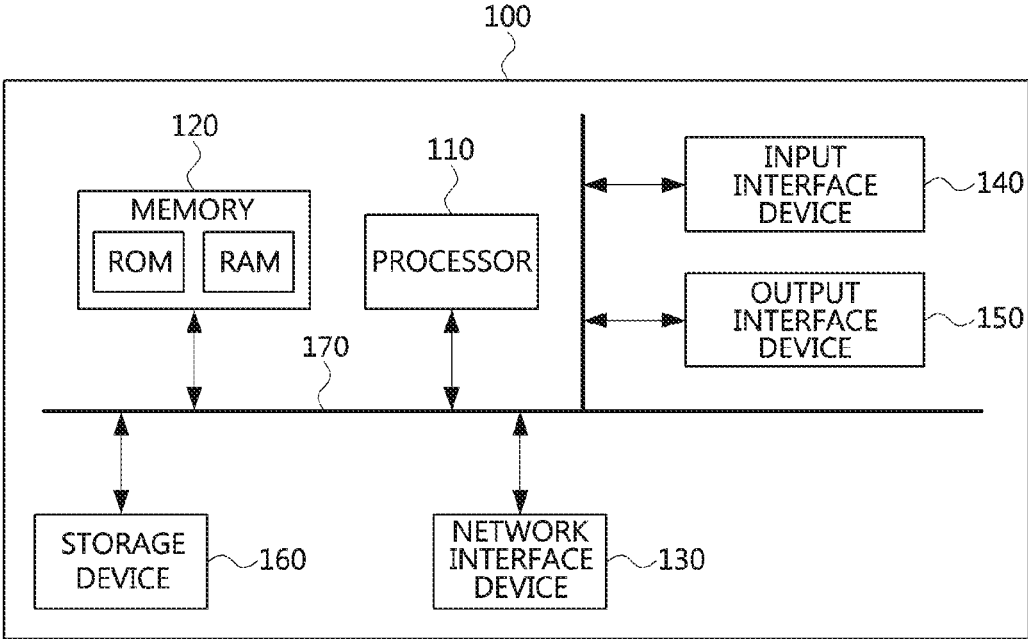 100
120
110
MEMORY
ROM
RAM
PROCESSOR
INPUT
INTERFACE
DEVICE
140
OUTPUT
INTERFACE
DEVICE
150
170
STORAGE
DEVICE
160
NETWORK
INTERFACE
DEVICE
130